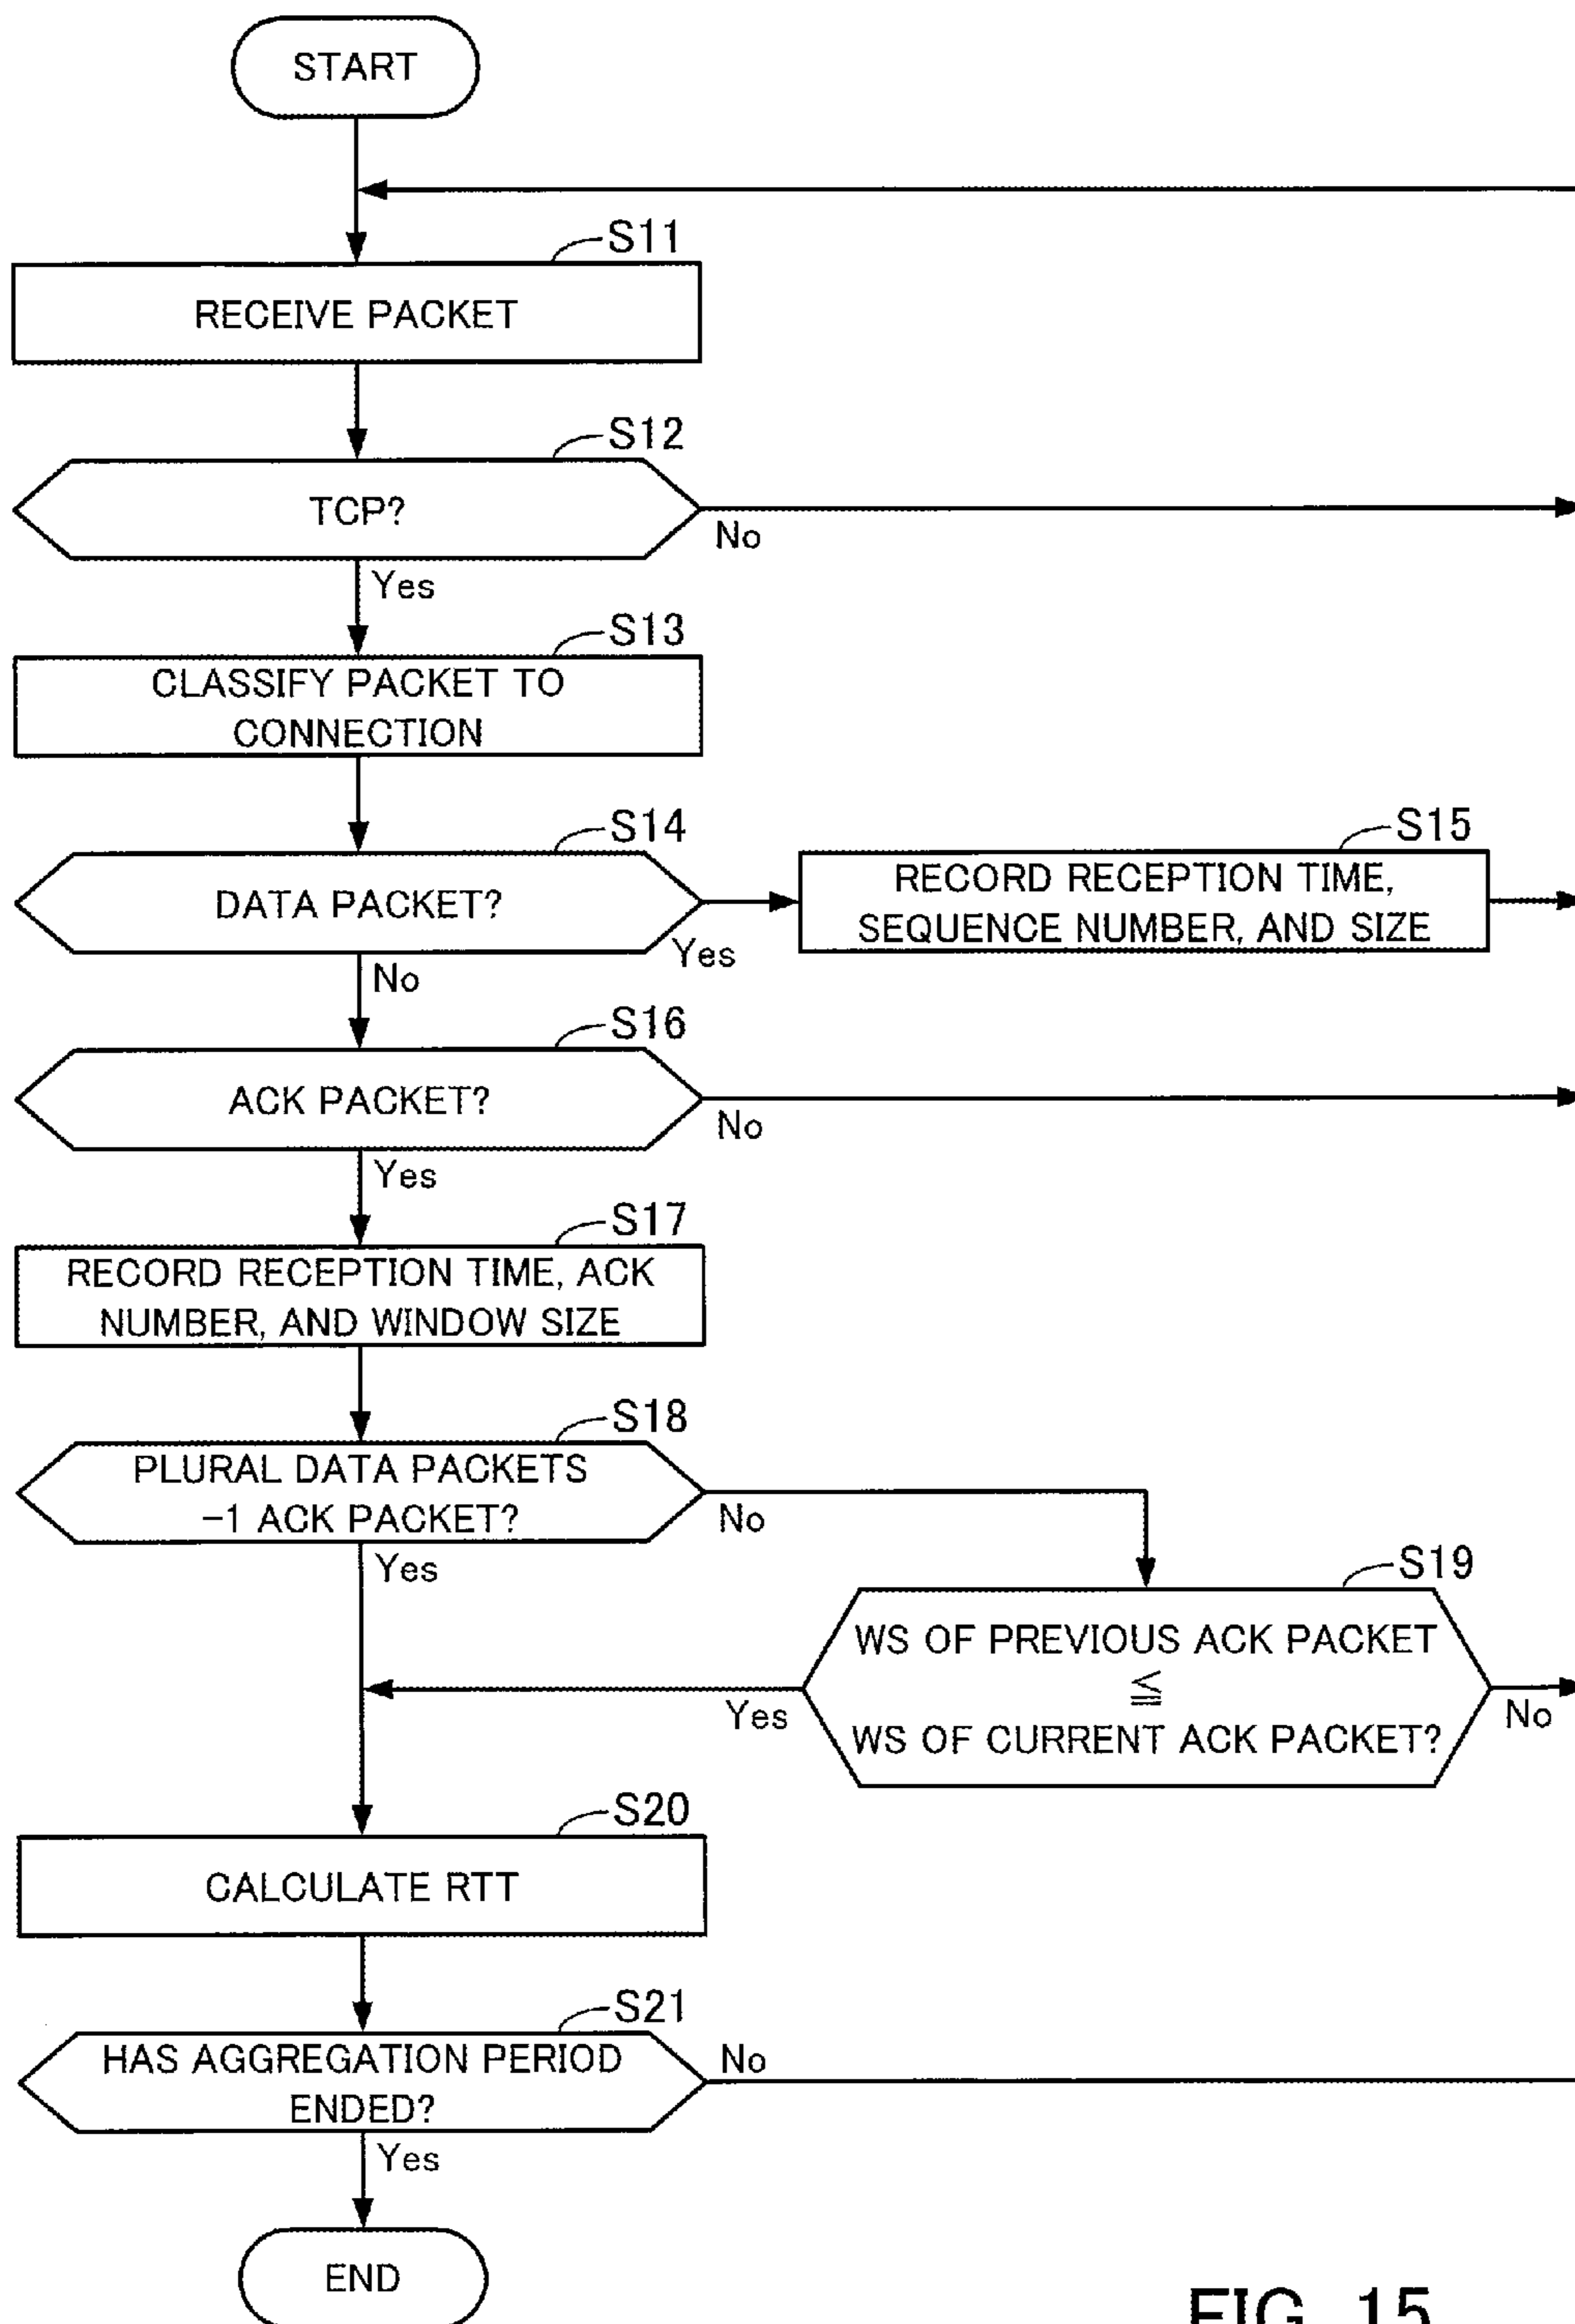 START
S11
RECEIVE PACKET
S12
TCP?
No
Yes
S13
CLASSIFY PACKET TO
CONNECTION
S14
DATA PACKET?
Yes
No
S15
RECORD RECEPTION TIME,
SEQUENCE NUMBER, AND SIZE
S16
ACK PACKET?
No
Yes
S17
RECORD RECEPTION TIME, ACK
NUMBER, AND WINDOW SIZE
S18
PLURAL DATA PACKETS
-1 ACK PACKET?
No
Yes
S19
WS OF PREVIOUS ACK PACKET
≦
WS OF CURRENT ACK PACKET?
Yes
No
S20
CALCULATE RTT
S21
HAS AGGREGATION PERIOD
ENDED?
No
Yes
END
FIG. 15